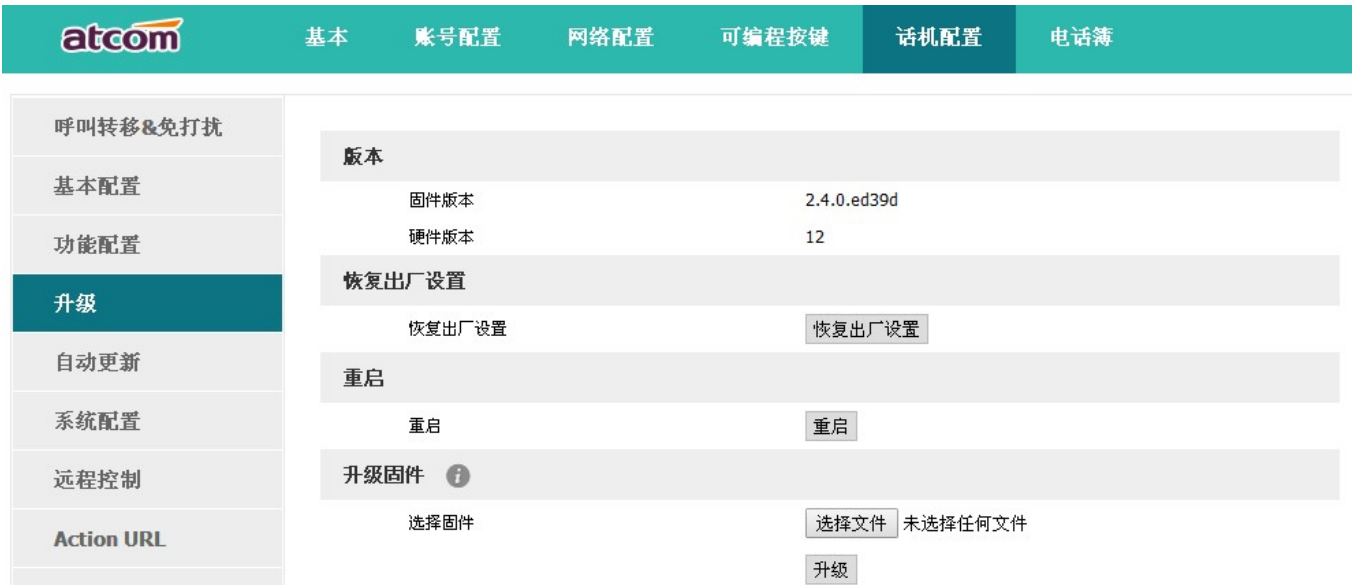 atcom 基本 账号配置 网络配置 可编程按键 话机配置 电话簿
呼叫转移&免打扰
基本配置
功能配置
升级
自动更新
系统配置
远程控制
Action URL
版本
固件版本 2.4.0.ed39d
硬件版本 12
恢复出厂设置
恢复出厂设置 恢复出厂设置
重启
重启 重启
升级固件
选择固件 选择文件 未选择任何文件
升级